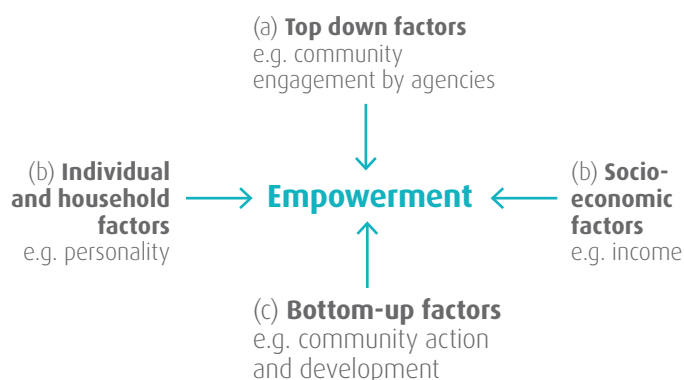 (a) Top down factors
e.g. community
engagement by agencies
(b) Individual
and household
factors
e.g. personality
Empowerment
(b) Socio-
economic
factors
e.g. income
(c) Bottom-up factors
e.g. community action
and development